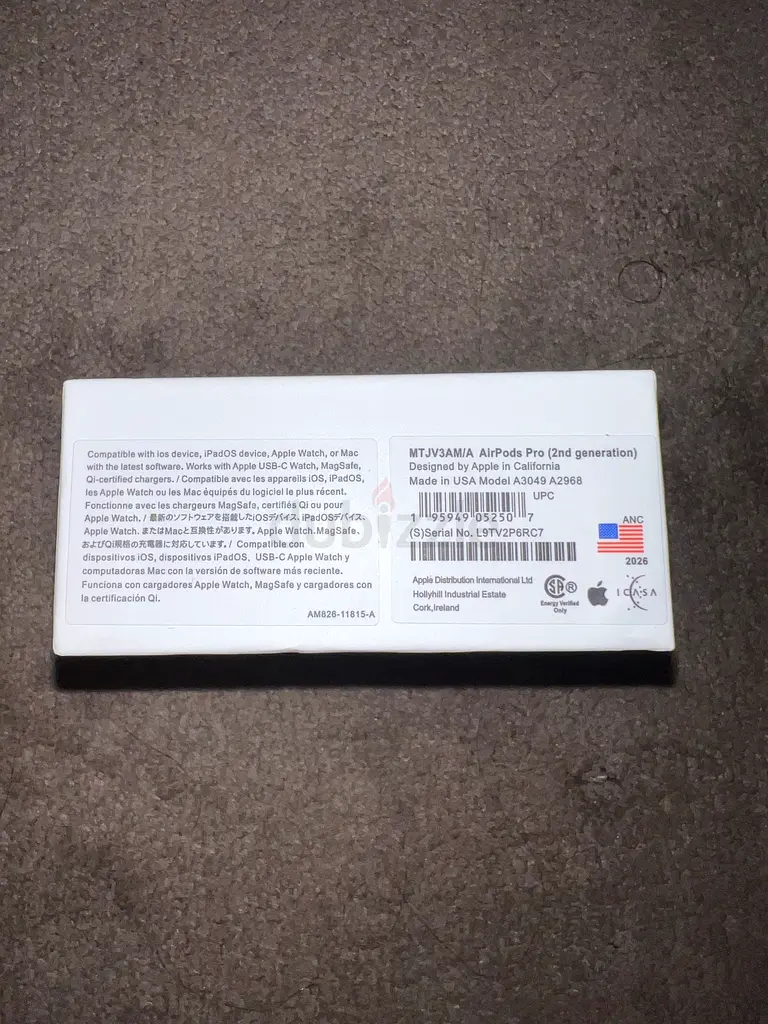 Compatible with ios device, iPadOS device, Apple Watch, or Mac
with the latest software. Works with Apple USB-C Watch, MagSafe,
Qi-certified chargers. / Compatible avec les appareils iOS, iPadOS,
les Apple Watch ou les Mac équipés du logiciel le plus récent.
Fonctionne avec les chargeurs MagSafe, certifiés Qi ou pour
Apple Watch. / 最新のソフトウェアを搭載したiOSデバイス、iPadOSデバイス、
Apple Watch. またはMacと互換性があります。Apple Watch.MagSafe、
およびQi規格の充電器に対応しています。/ Compatible con
dispositivos iOS, dispositivos iPadOS, USB-C Apple Watch y
computadoras Mac con la versión de software más reciente.
Funciona con cargadores Apple Watch, MagSafe y cargadores con
la certificación Qi.
AM826-11815-A
MTJV3AM/A AirPods Pro (2nd generation)
Designed by Apple in California
Made in USA Model A3049 A2968
UPC
1 95949 05250 7
(S)Serial No. L9TV2P6RC7
ANC
2026
Apple Distribution International Ltd
Hollyhill Industrial Estate
Cork,Ireland
SA ®
Energy Verified
Only
ICASA
dubizzle